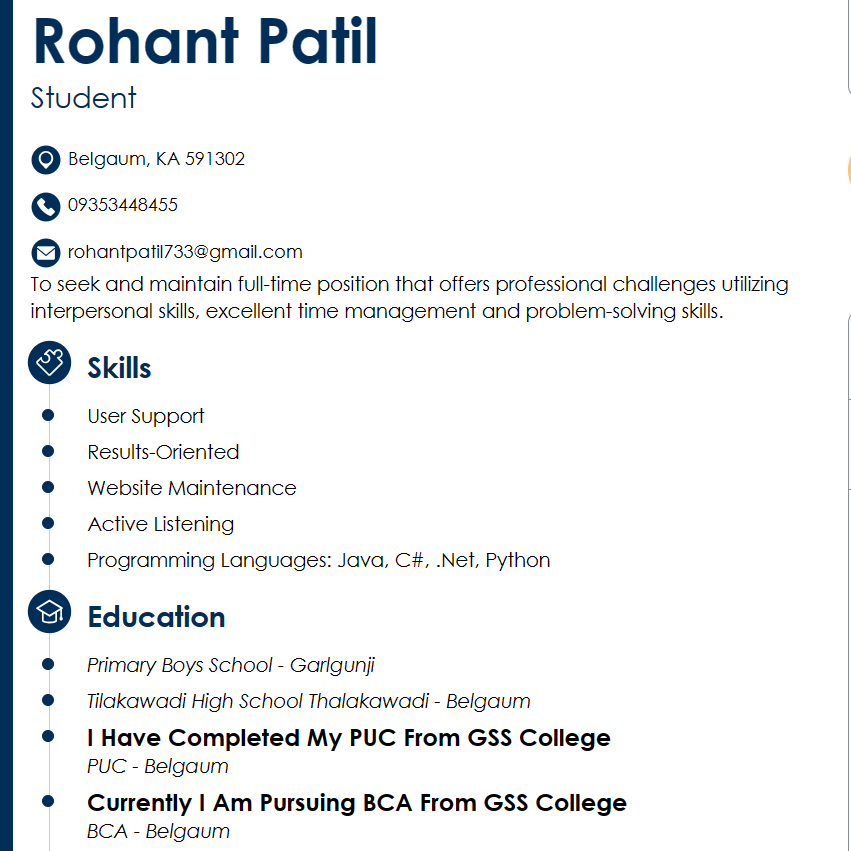 Rohant Patil
Student
Belgaum, KA 591302
09353448455
rohantpatil733@gmail.com
To seek and maintain full-time position that offers professional challenges utilizing
interpersonal skills, excellent time management and problem-solving skills.
Skills
User Support
Results-Oriented
Website Maintenance
Active Listening
Programming Languages: Java, C#, .Net, Python
Education
Primary Boys School - Garlgunji
Tilakawadi High School Thalakawadi - Belgaum
I Have Completed My PUC From GSS College
PUC - Belgaum
Currently I Am Pursuing BCA From GSS College
BCA - Belgaum